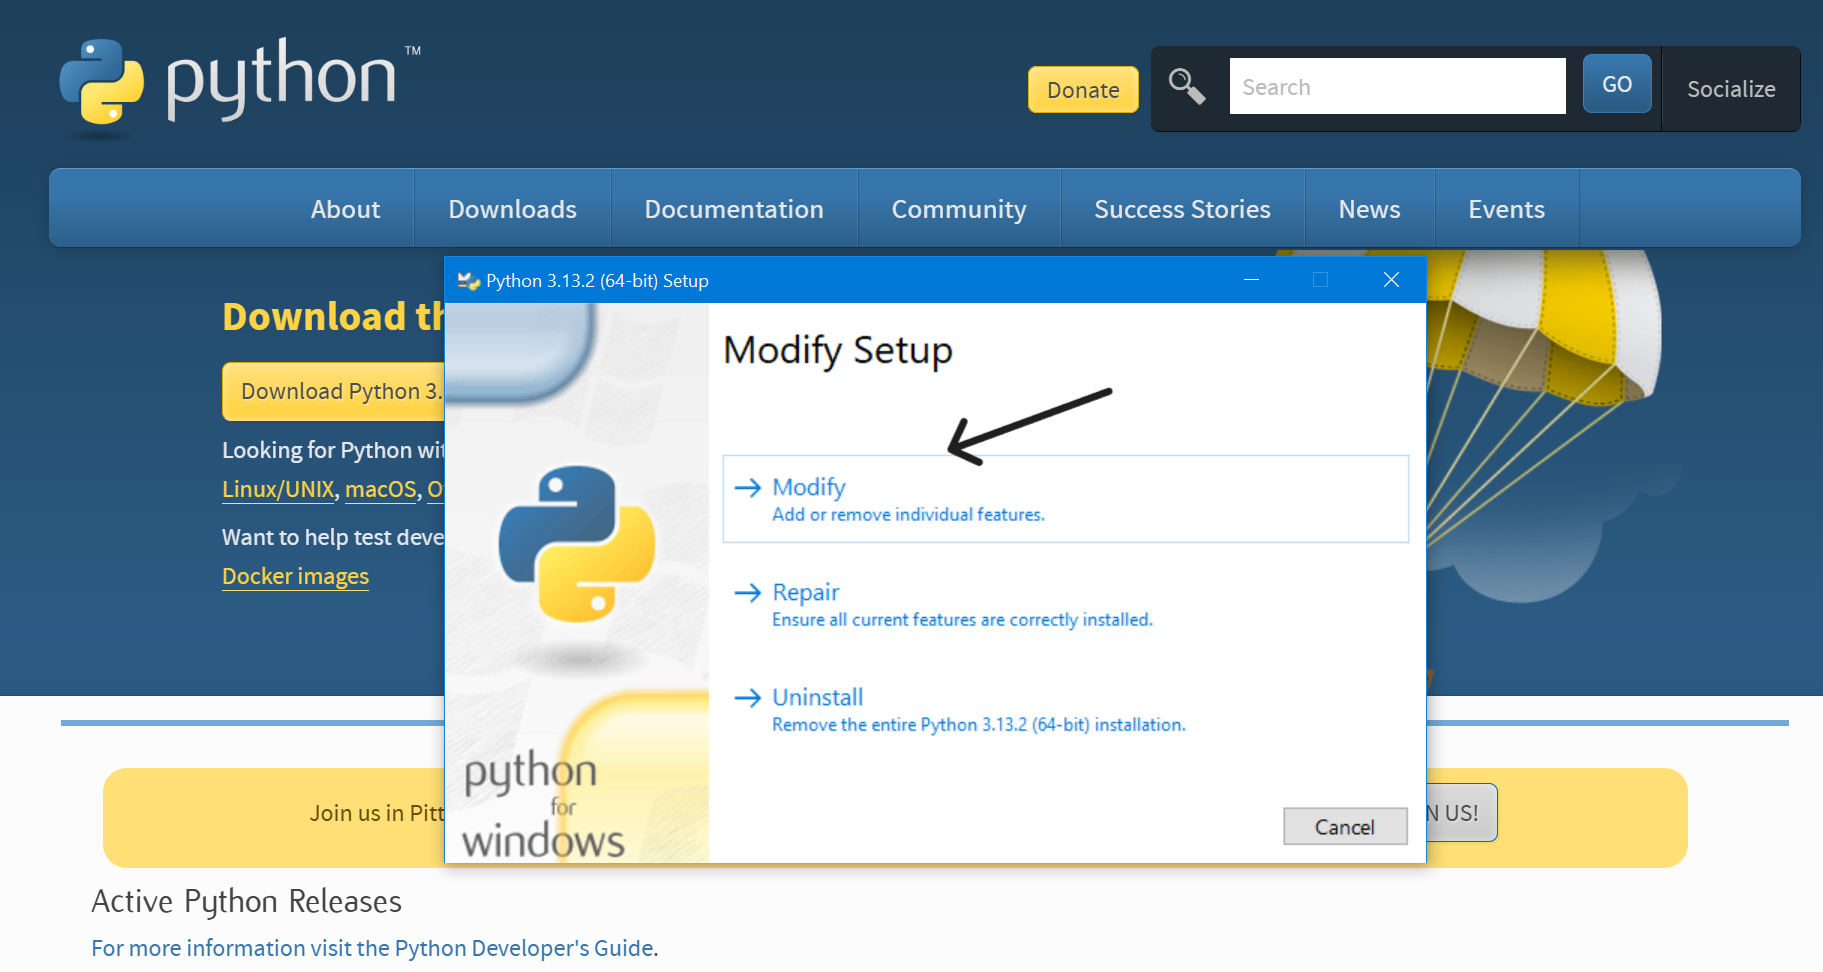 python™
Donate
Search
GO
Socialize
About
Downloads
Documentation
Community
Success Stories
News
Events
Download
Download Python 3.
Looking for Python
Linux/UNIX, macOS,
Want to help test
Docker images
Python 3.13.2 (64-bit) Setup
Modify Setup
Modify
Add or remove individual features.
Repair
Ensure all current features are correctly installed.
Uninstall
Remove the entire Python 3.13.2 (64-bit) installation.
python
for
windows
Cancel
Join us in
US!
Active Python Releases
For more information visit the Python Developer's Guide.